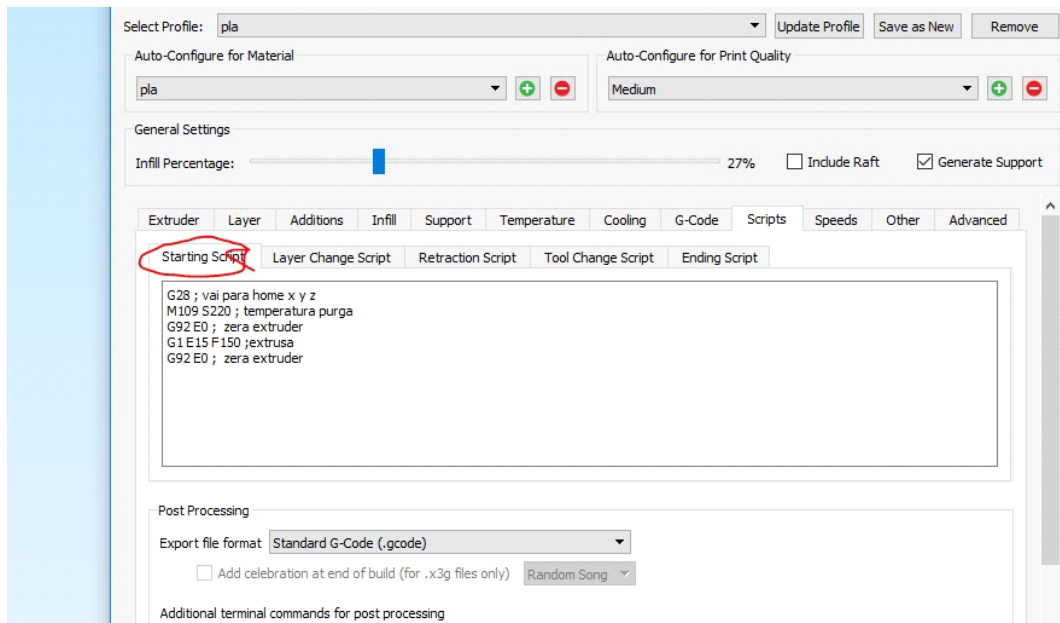 Select Profile: pla Update Profile Save as New Remove
Auto-Configure for Material Auto-Configure for Print Quality
pla Medium
General Settings
Infill Percentage: 27% Include Raft Generate Support
Extruder Layer Additions Infill Support Temperature Cooling G-Code Scripts Speeds Other Advanced
Starting Script Layer Change Script Retraction Script Tool Change Script Ending Script
G28 ; vai para home x y z
M109 S220 ; temperatura purga
G92 E0 ;  zera extruder
G1 E15 F150 ;extrusa
G92 E0 ;  zera extruder
Post Processing
Export file format Standard G-Code (.gcode)
Add celebration at end of build (for .x3g files only) Random Song
Additional terminal commands for post processing